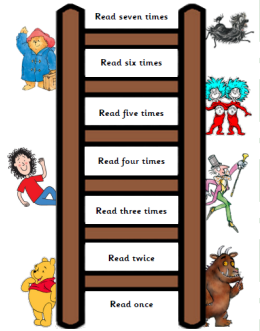 Read seven times
Read six times
Read five times
Read four times
Read three times
Read twice
Read once